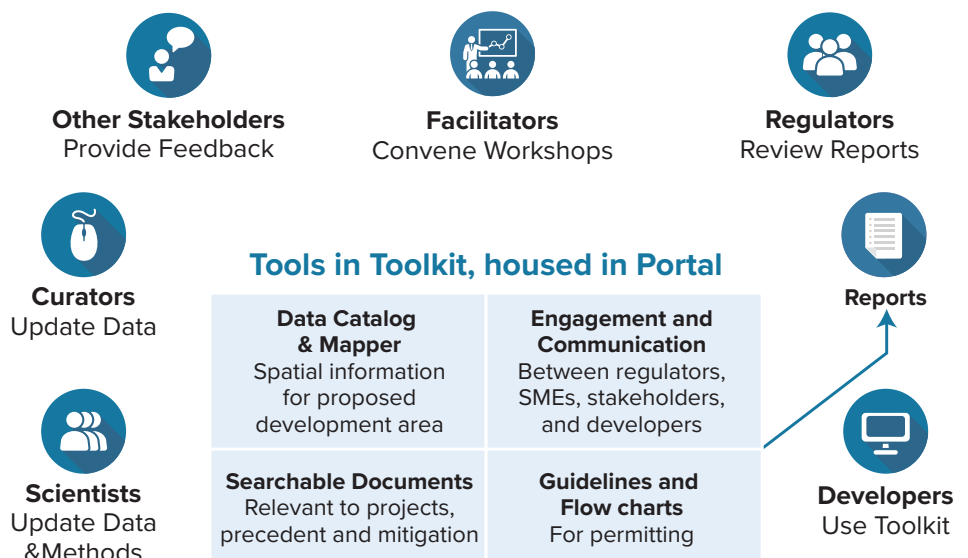 Other Stakeholders
Provide Feedback
Facilitators
Convene Workshops
Regulators
Review Reports
Curators
Update Data
Scientists
Update Data
&Methods
Tools in Toolkit, housed in Portal
Data Catalog
& Mapper
Spatial information
for proposed
development area
Engagement and
Communication
Between regulators,
SMEs, stakeholders,
and developers
Searchable Documents
Relevant to projects,
precedent and mitigation
Guidelines and
Flow charts
For permitting
Reports
Developers
Use Toolkit